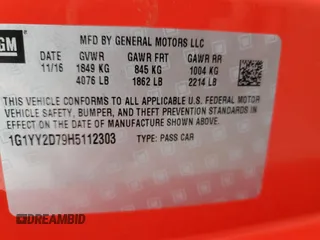 GM
MFD BY GENERAL MOTORS LLC
DATE GVWR GAWR FRT GAWR RR
11/16 1849 KG 845 KG 1004 KG
4076 LB 1862 LB 2214 LB
THIS VEHICLE CONFORMS TO ALL APPLICABLE U.S. FEDERAL MOTOR
VEHICLE SAFETY, BUMPER, AND THEFT PREVENTION STANDARDS IN
EFFECT ON THE DATE OF MANUFACTURE SHOWN ABOVE.
1G1YY2D79H5112303 TYPE: PASS CAR
DREAMBID